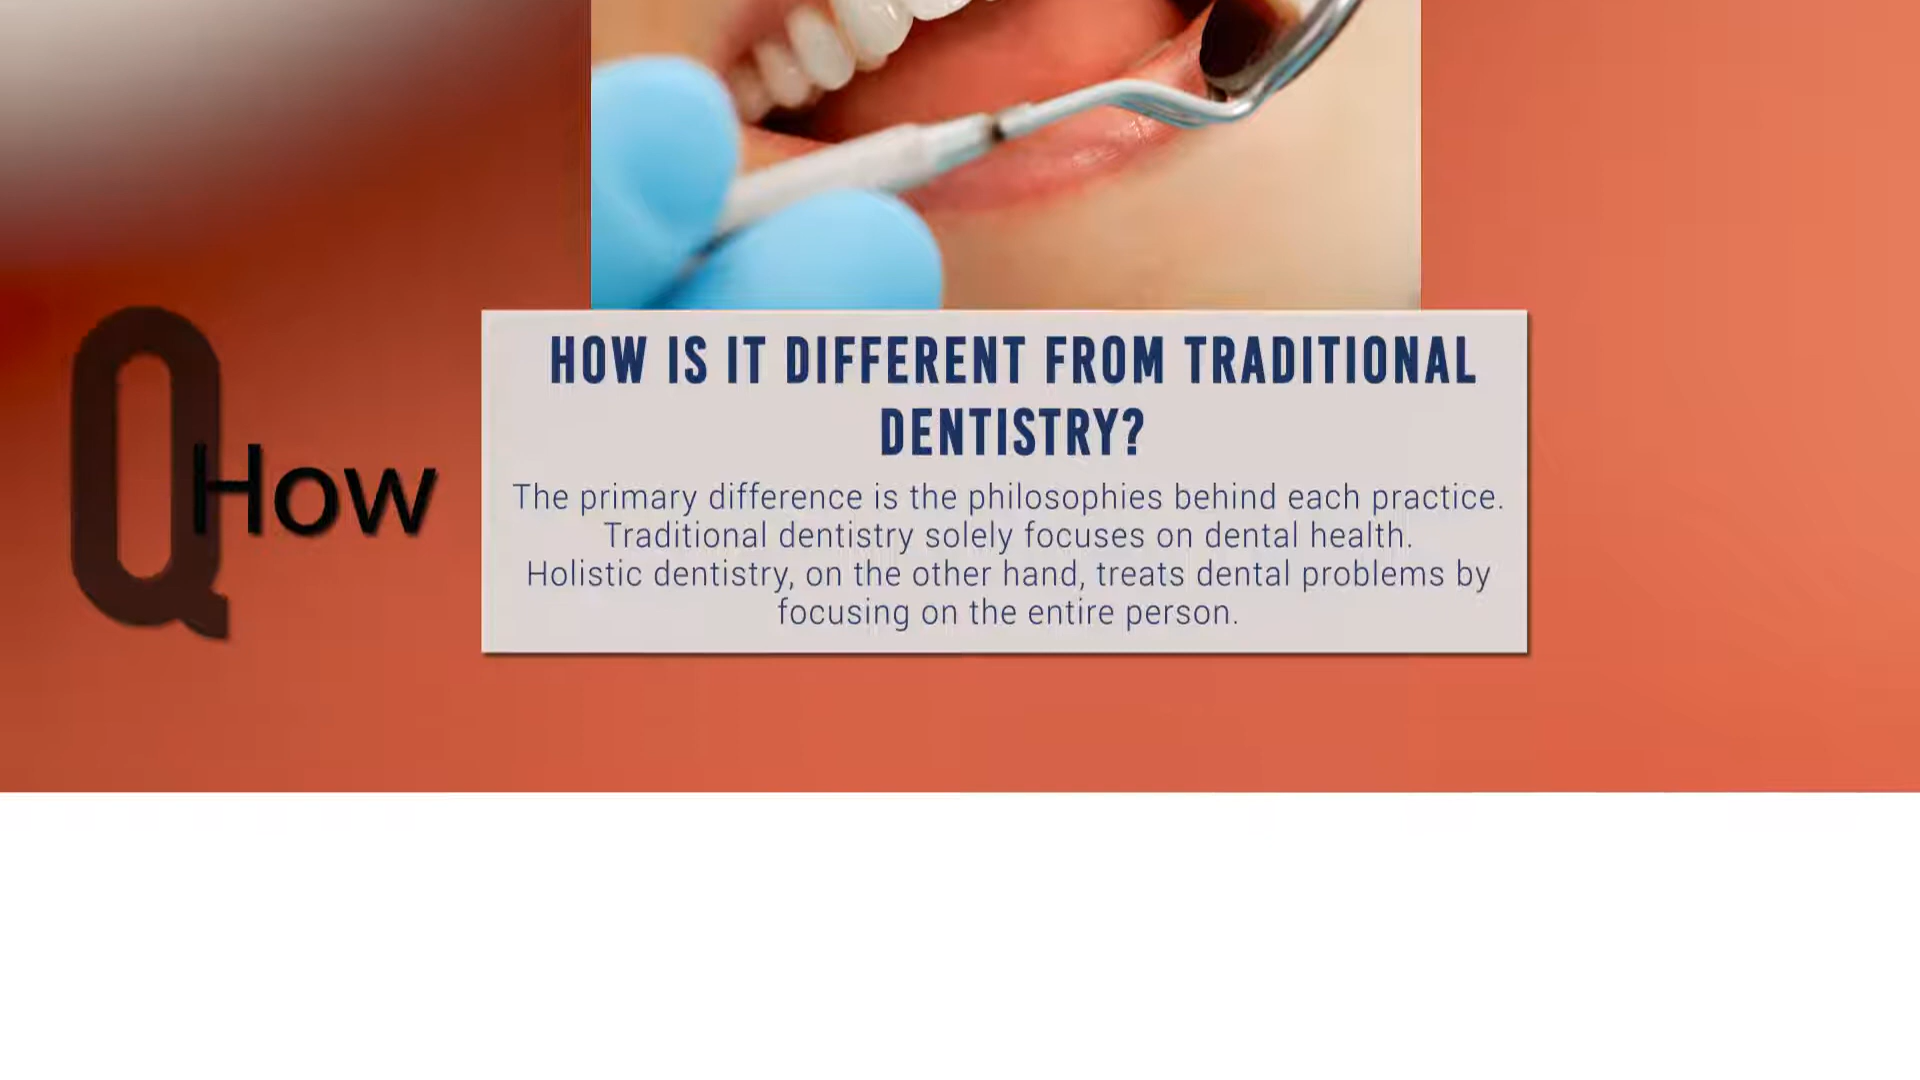 Q
How
HOW IS IT DIFFERENT FROM TRADITIONAL
DENTISTRY?
The primary difference is the philosophies behind each practice.
Traditional dentistry solely focuses on dental health.
Holistic dentistry, on the other hand, treats dental problems by
focusing on the entire person.